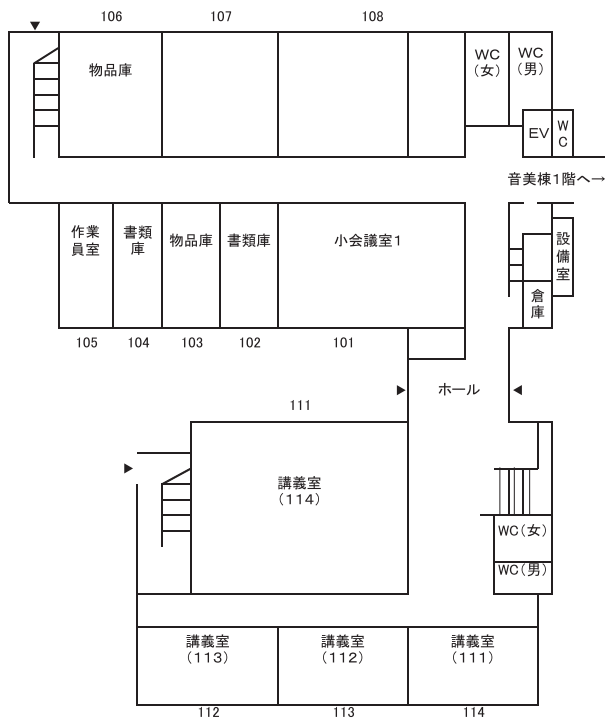 106
107
108
物品庫
WC
(女)
WC
(男)
EV
W
C
音美棟1階へ→
作業
員室
書類
庫
物品庫
書類庫
小会議室1
設
備
室
倉
庫
105
104
103
102
101
ホール
111
講義室
(114)
WC(女)
WC(男)
講義室
(113)
講義室
(112)
講義室
(111)
112
113
114